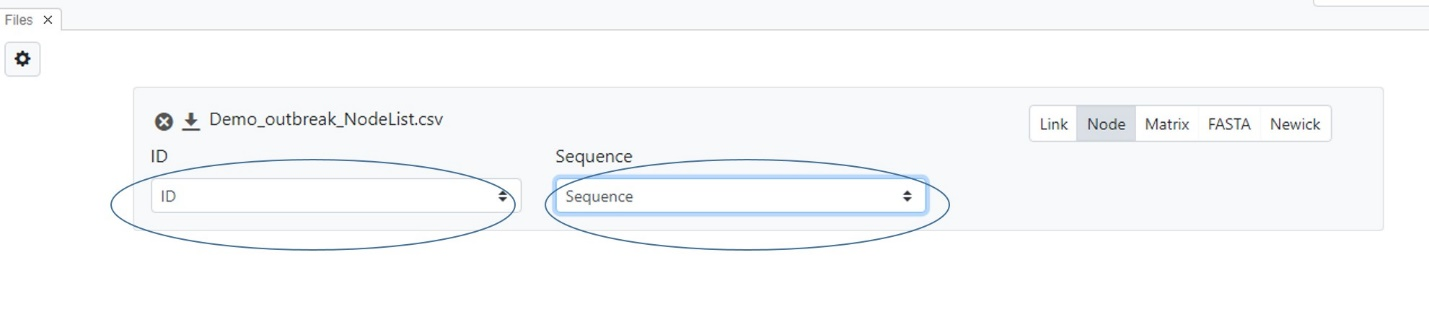 Files
Demo_outbreak_NodeList.csv
Link Node Matrix FASTA Newick
ID Sequence
ID Sequence